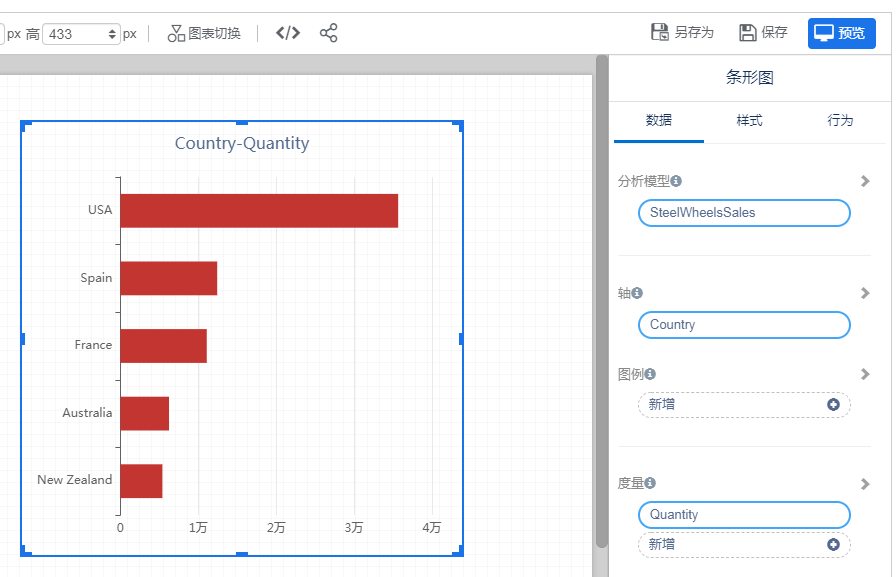 px 高 433 px 图表切换 另存为 保存 预览
Country-Quantity
USA
Spain
France
Australia
New Zealand
0 1万 2万 3万 4万
条形图
数据 样式 行为
分析模型
SteelWheelsSales
轴
Country
图例
新增
度量
Quantity
新增